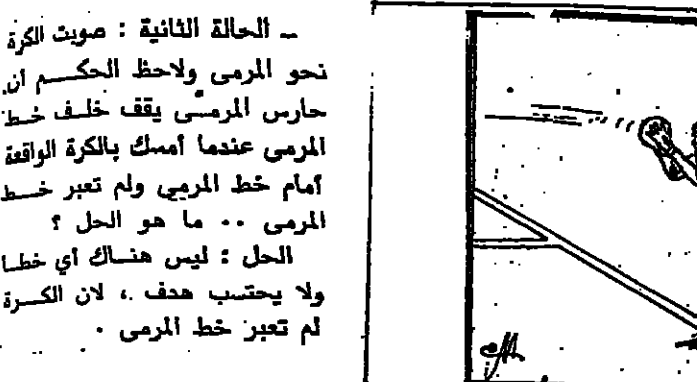 ــ الحالة الثانية : صوبت الكرة
نحو المرمى ولاحظ الحكم ان
حارس المرمى يقف خلف خط
المرمى عندما أمسك بالكرة الواقعة
أمام خط المرمى ولم تعبر خط
المرمى .. ما هو الحل ؟
الحل : ليس هناك أي خطا
ولا يحتسب هدف ، لان الكرة
لم تعبر خط المرمى .